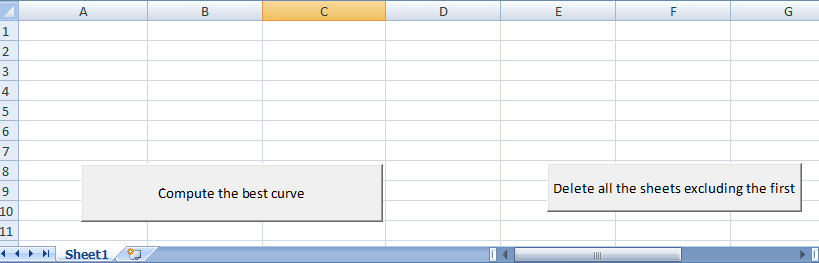 A B C D E F G
1
2
3
4
5
6
7
8
9
10
11
Compute the best curve
Delete all the sheets excluding the first
Sheet1